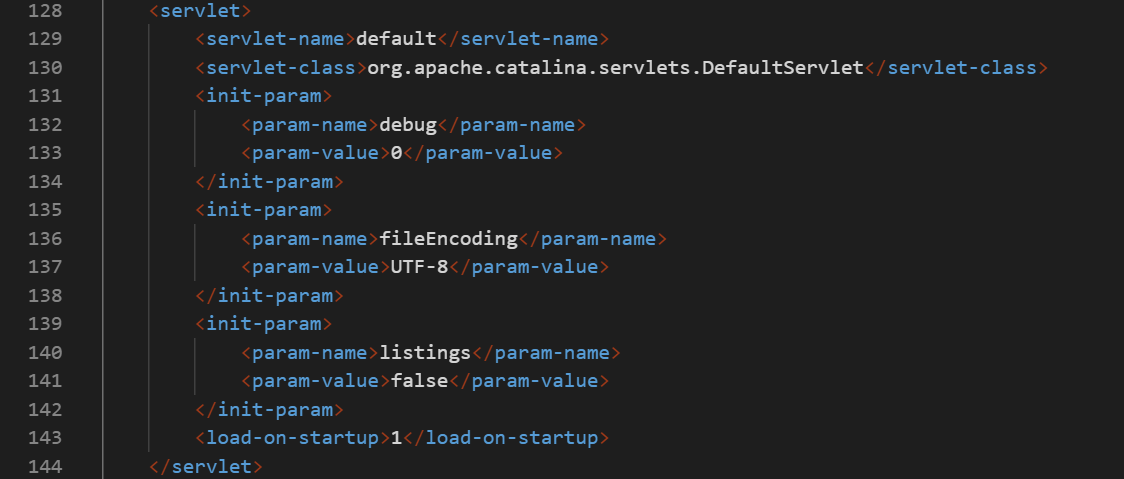 128 <servlet>
129 <servlet-name>default</servlet-name>
130 <servlet-class>org.apache.catalina.servlets.DefaultServlet</servlet-class>
131 <init-param>
132 <param-name>debug</param-name>
133 <param-value>0</param-value>
134 </init-param>
135 <init-param>
136 <param-name>fileEncoding</param-name>
137 <param-value>UTF-8</param-value>
138 </init-param>
139 <init-param>
140 <param-name>listings</param-name>
141 <param-value>false</param-value>
142 </init-param>
143 <load-on-startup>1</load-on-startup>
144 </servlet>